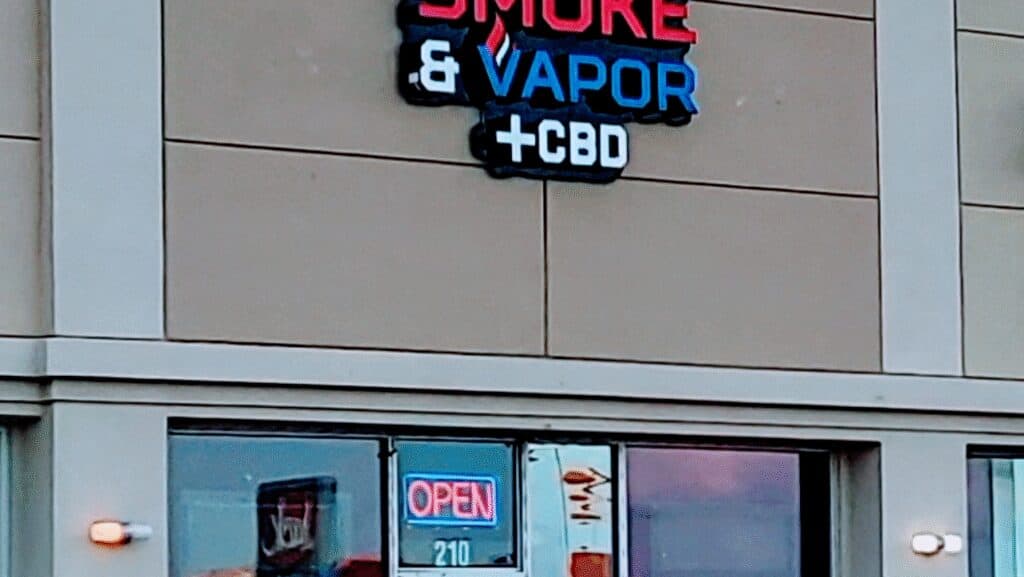 SMOKE
& VAPOR
+CBD
OPEN
210